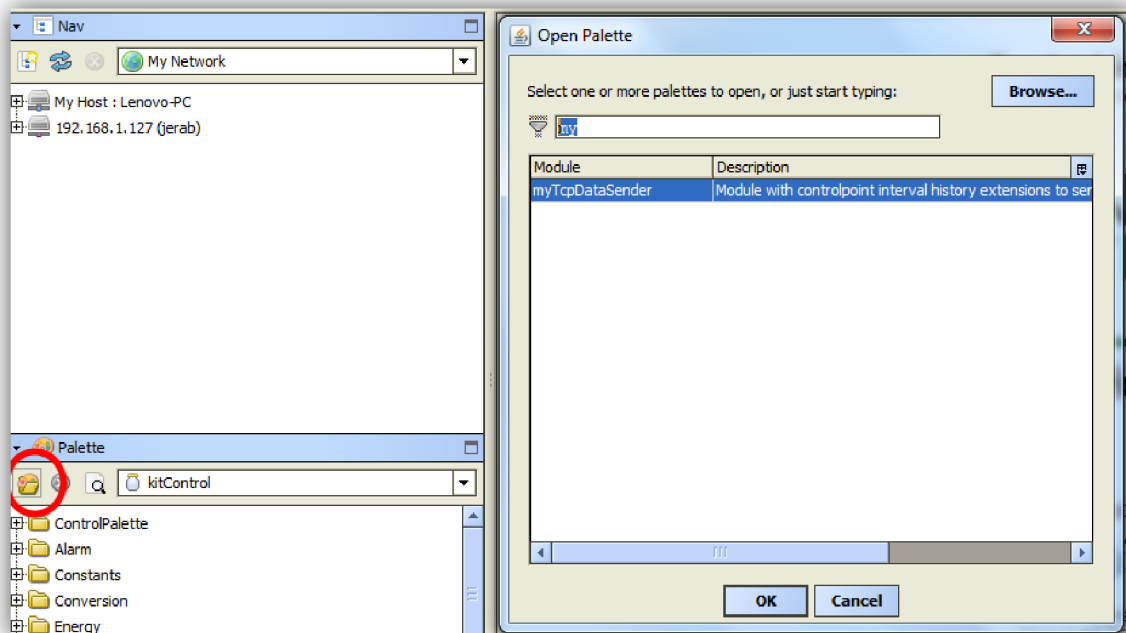 Nav
My Network
My Host : Lenovo-PC
192.168.1.127 (jerab)
Palette
kitControl
ControlPalette
Alarm
Constants
Conversion
Energy
Open Palette
Select one or more palettes to open, or just start typing:
Browse...
my
Module Description
myTcpDataSender Module with controlpoint interval history extensions to ser
OK Cancel